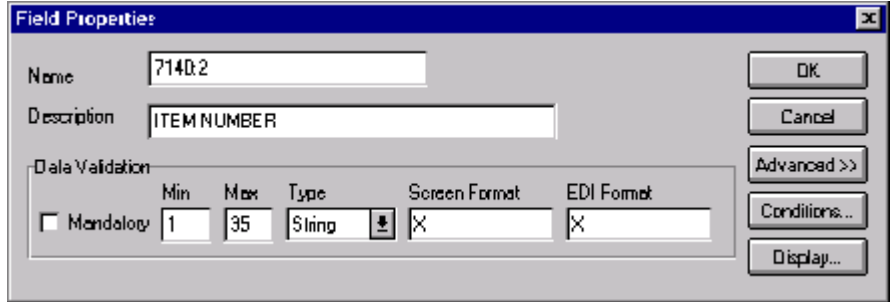 Field Properties
Name 7140:2 OK
Description ITEM NUMBER Cancel
Data Validation Advanced >>
Min Max Type Screen Format EDI Format
Mandatory 1 35 String X X Conditions...
Display...